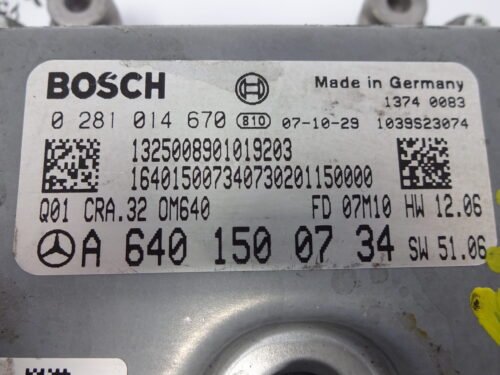 BOSCH Made in Germany
1374 0083
0 281 014 670 810 07-10-29 1039S23074
1325008901019203
164015007340730201150000
Q01 CRA.32 OM640 FD 07M10 HW 12.06
A 640 150 07 34 SW 51.06